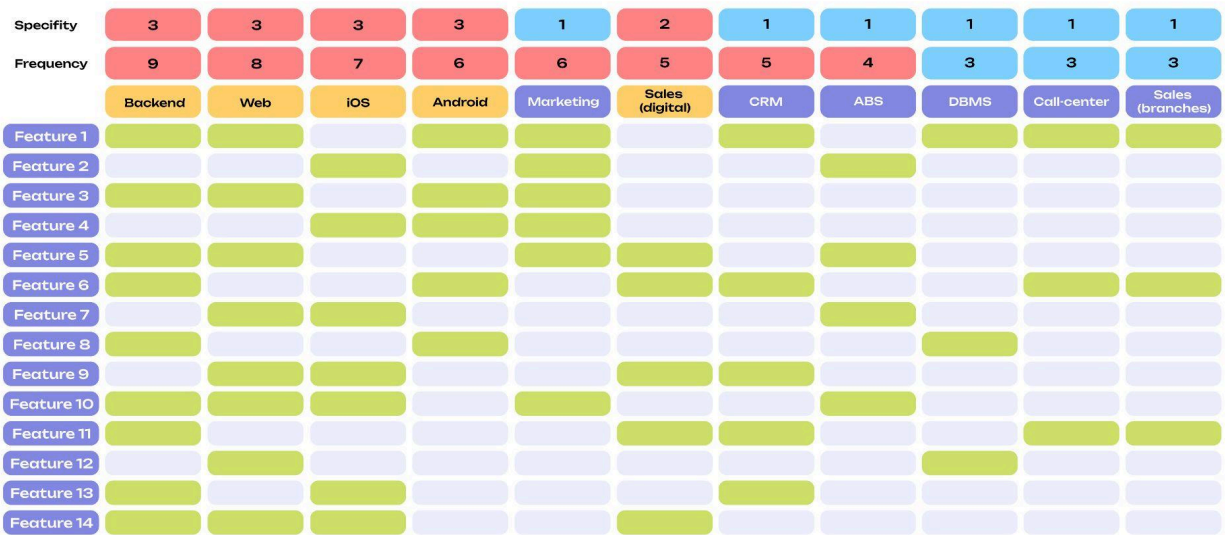 Specifity 3 3 3 3 1 2 1 1 1 1 1
Frequency 9 8 7 6 6 5 5 4 3 3 3
Backend Web iOS Android Marketing Sales (digital) CRM ABS DBMS Call-center Sales (branches)
Feature 1
Feature 2
Feature 3
Feature 4
Feature 5
Feature 6
Feature 7
Feature 8
Feature 9
Feature 10
Feature 11
Feature 12
Feature 13
Feature 14